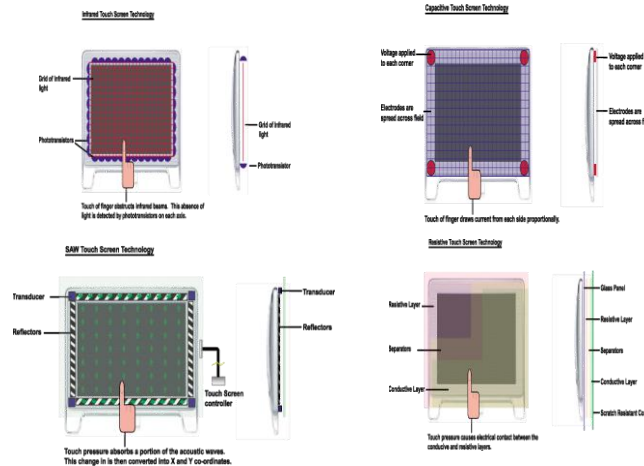 Infrared Touch Screen Technology
Grid of Infrared
light
Phototransistors
Grid of Infrared
light
Phototransistor
Touch of finger obstructs infrared beams. This absence of
light is detected by phototransistors on each axis.
Capacitive Touch Screen Technology
Voltage applied
to each corner
Electrodes are
spread across field
Voltage applied
to each corner
Electrodes are
spread across fi
Touch of finger draws current from each side proportionally.
SAW Touch Screen Technology
Transducer
Reflectors
Transducer
Reflectors
Touch Screen
controller
Touch pressure absorbs a portion of the acoustic waves.
This change in is then converted into X and Y co-ordinates.
Resistive Touch Screen Technology
Resistive Layer
Separators
Conductive Layer
Glass Panel
Resistive Layer
Separators
Conductive Layer
Scratch Resistant Co
Touch pressure causes electrical contact between the
conducive and resistive layers.